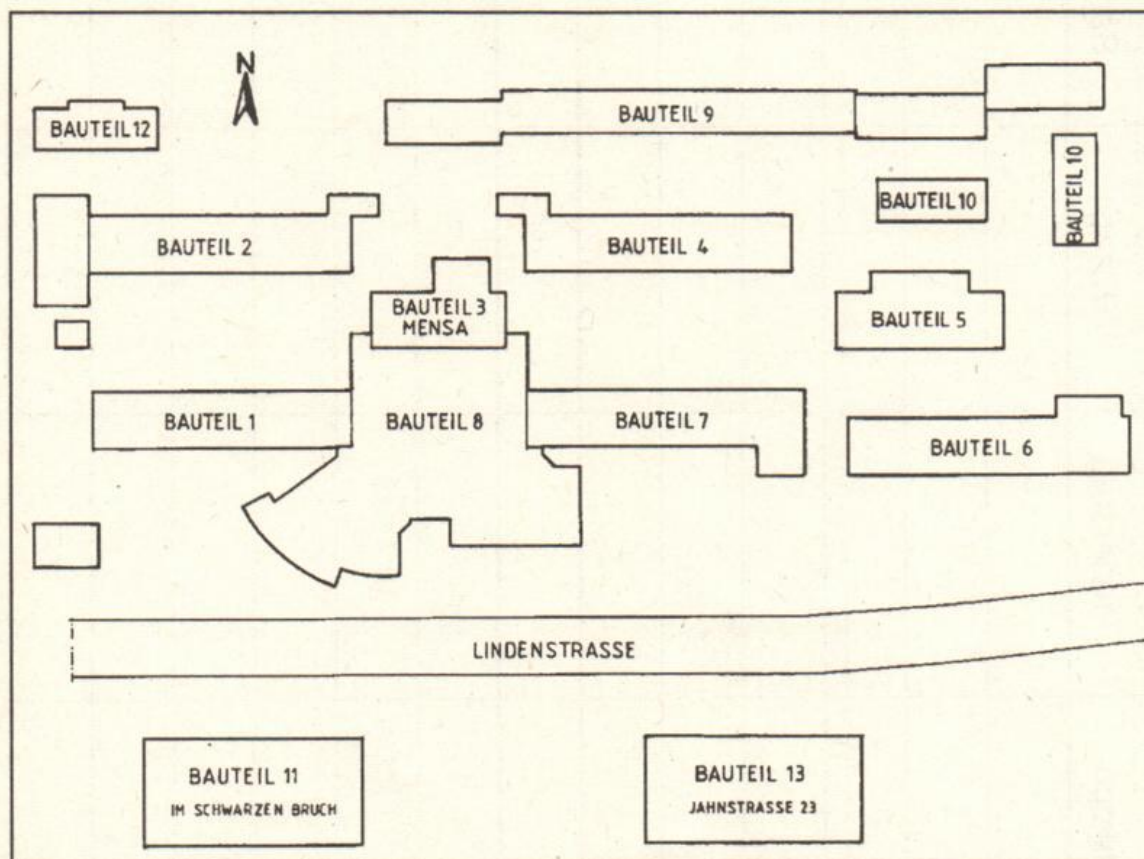 N
BAUTEIL 12
BAUTEIL 9
BAUTEIL 10
BAUTEIL 10
BAUTEIL 2
BAUTEIL 4
BAUTEIL 3
MENSA
BAUTEIL 5
BAUTEIL 1
BAUTEIL 8
BAUTEIL 7
BAUTEIL 6
LINDENSTRASSE
BAUTEIL 11
IM SCHWARZEN BRUCH
BAUTEIL 13
JAHNSTRASSE 23